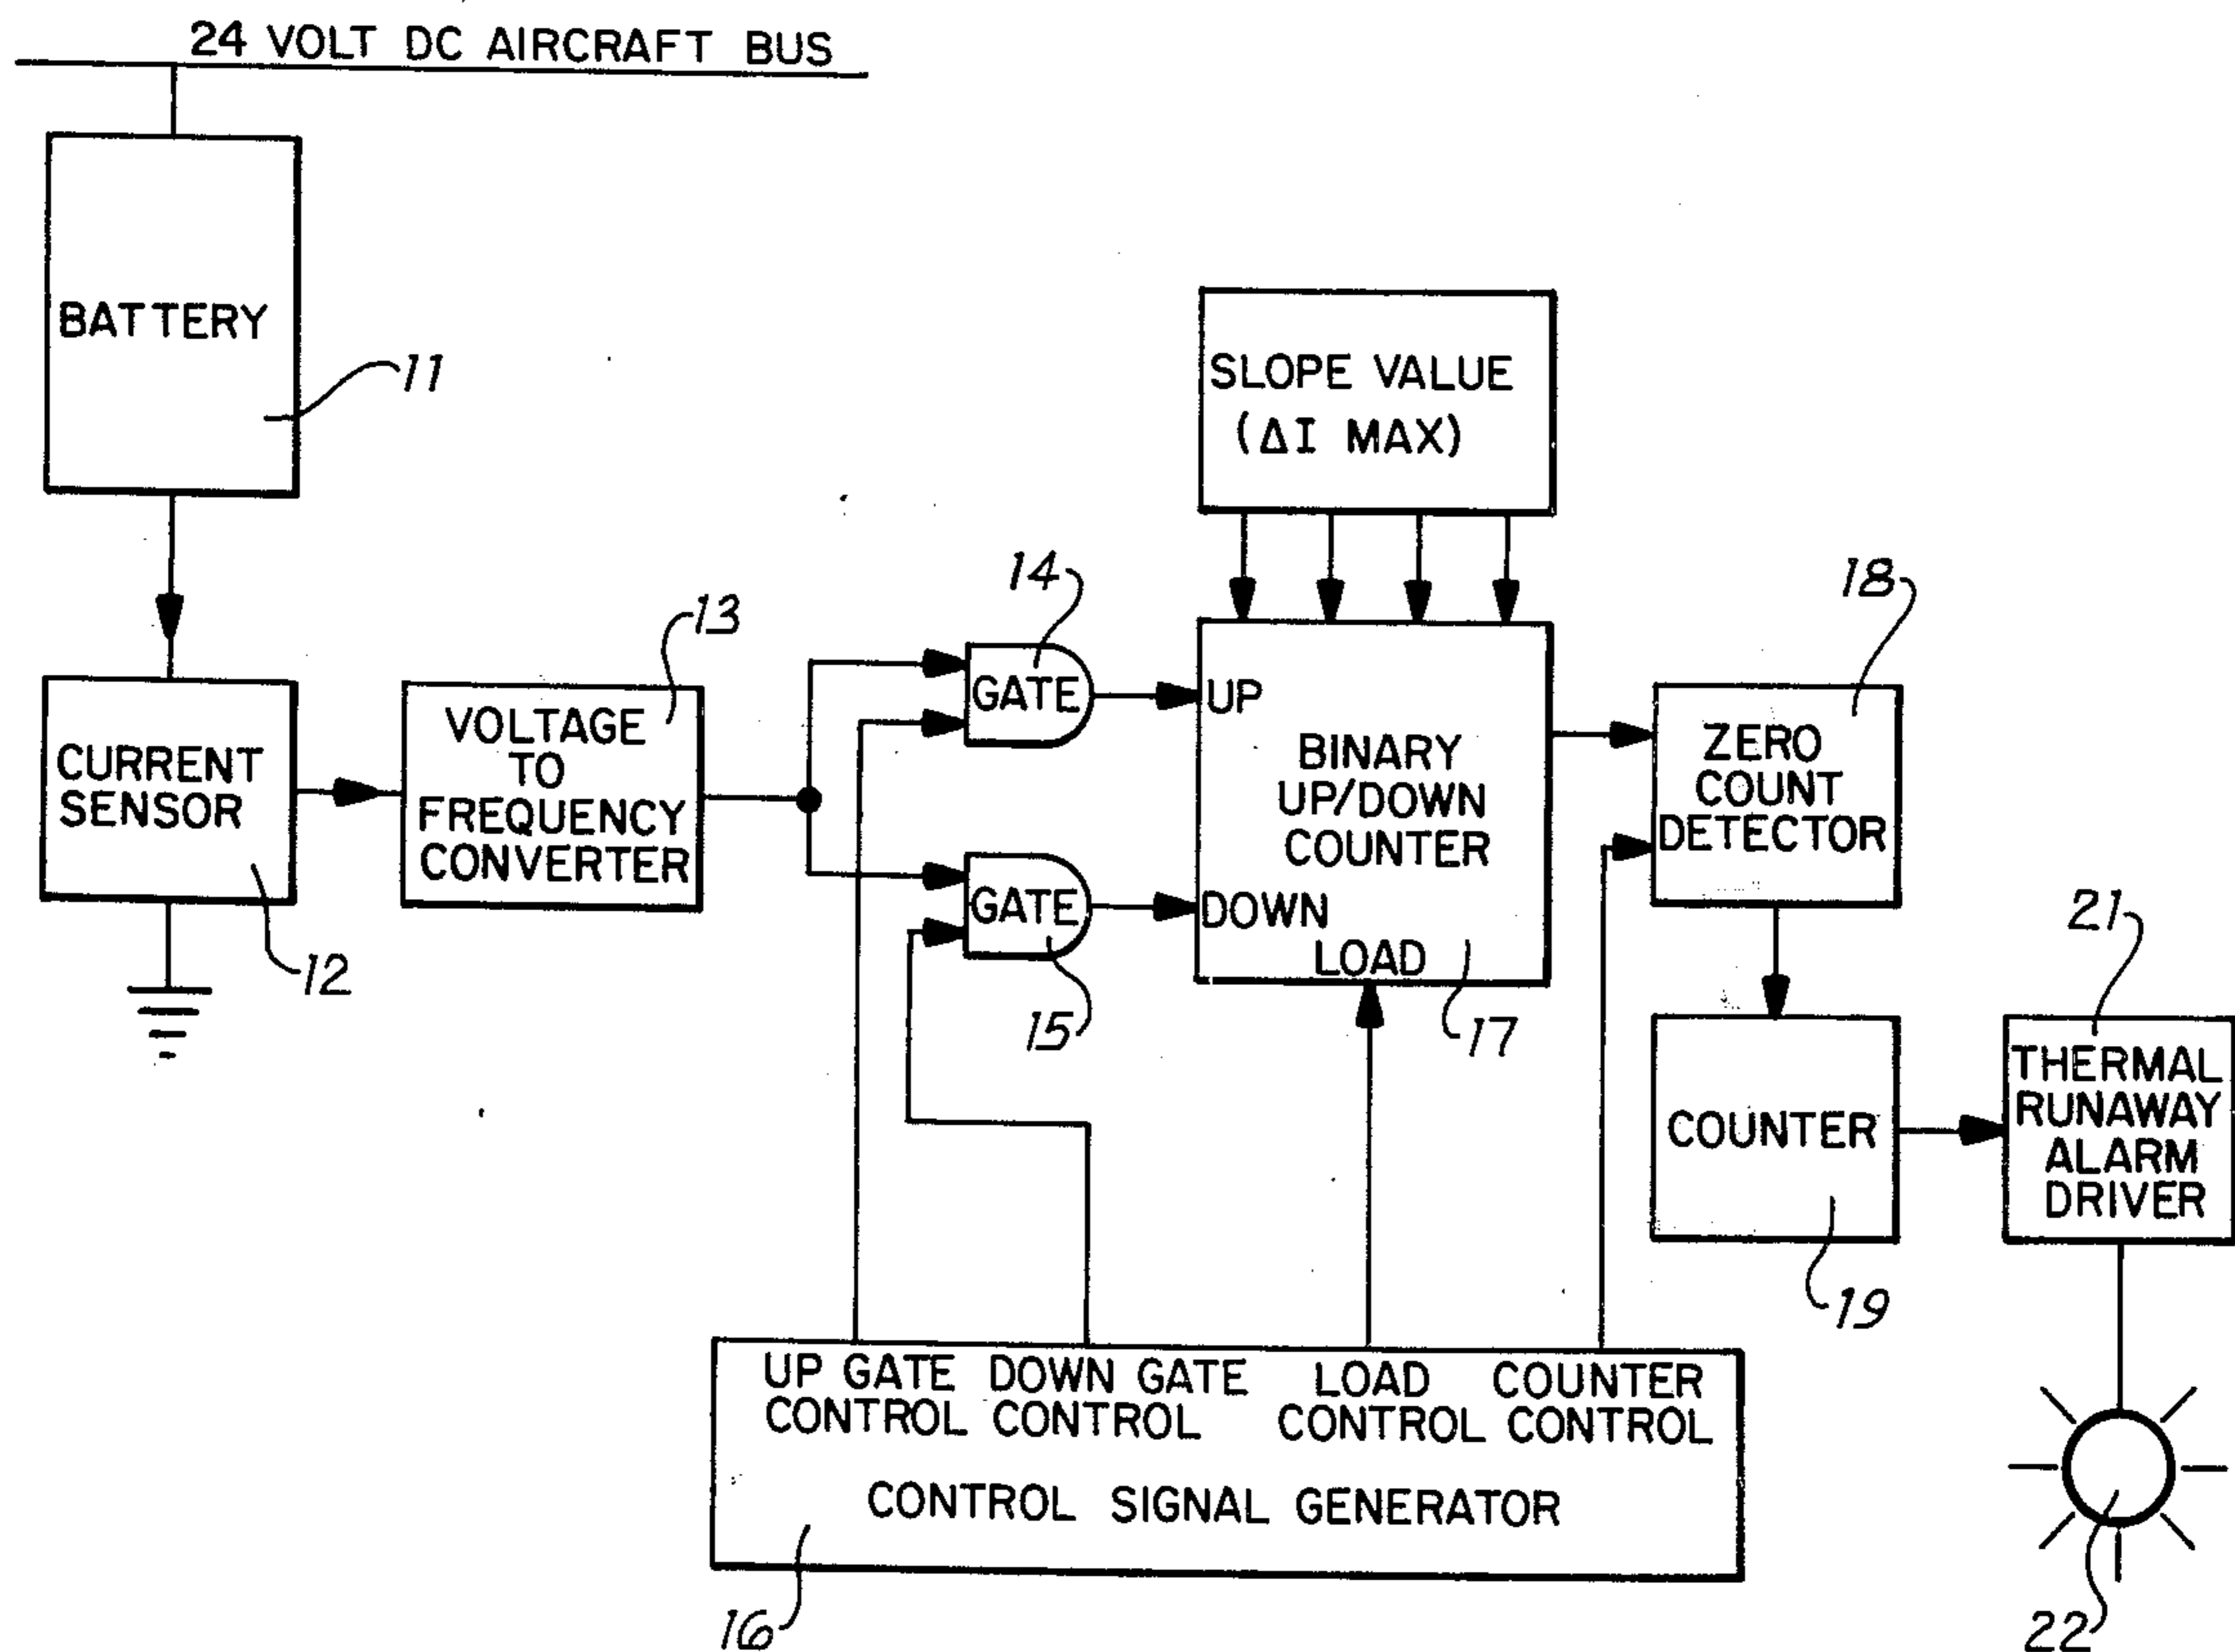 24 VOLT DC AIRCRAFT BUS
BATTERY
11
SLOPE VALUE
(ΔI MAX)
CURRENT
SENSOR
12
VOLTAGE
TO
FREQUENCY
CONVERTER
13
GATE
14
GATE
15
UP
BINARY
UP/DOWN
COUNTER
DOWN
LOAD
17
ZERO
COUNT
DETECTOR
18
COUNTER
19
THERMAL
RUNAWAY
ALARM
DRIVER
21
22
UP GATE
CONTROL
DOWN GATE
CONTROL
LOAD
CONTROL
COUNTER
CONTROL
CONTROL SIGNAL GENERATOR
16